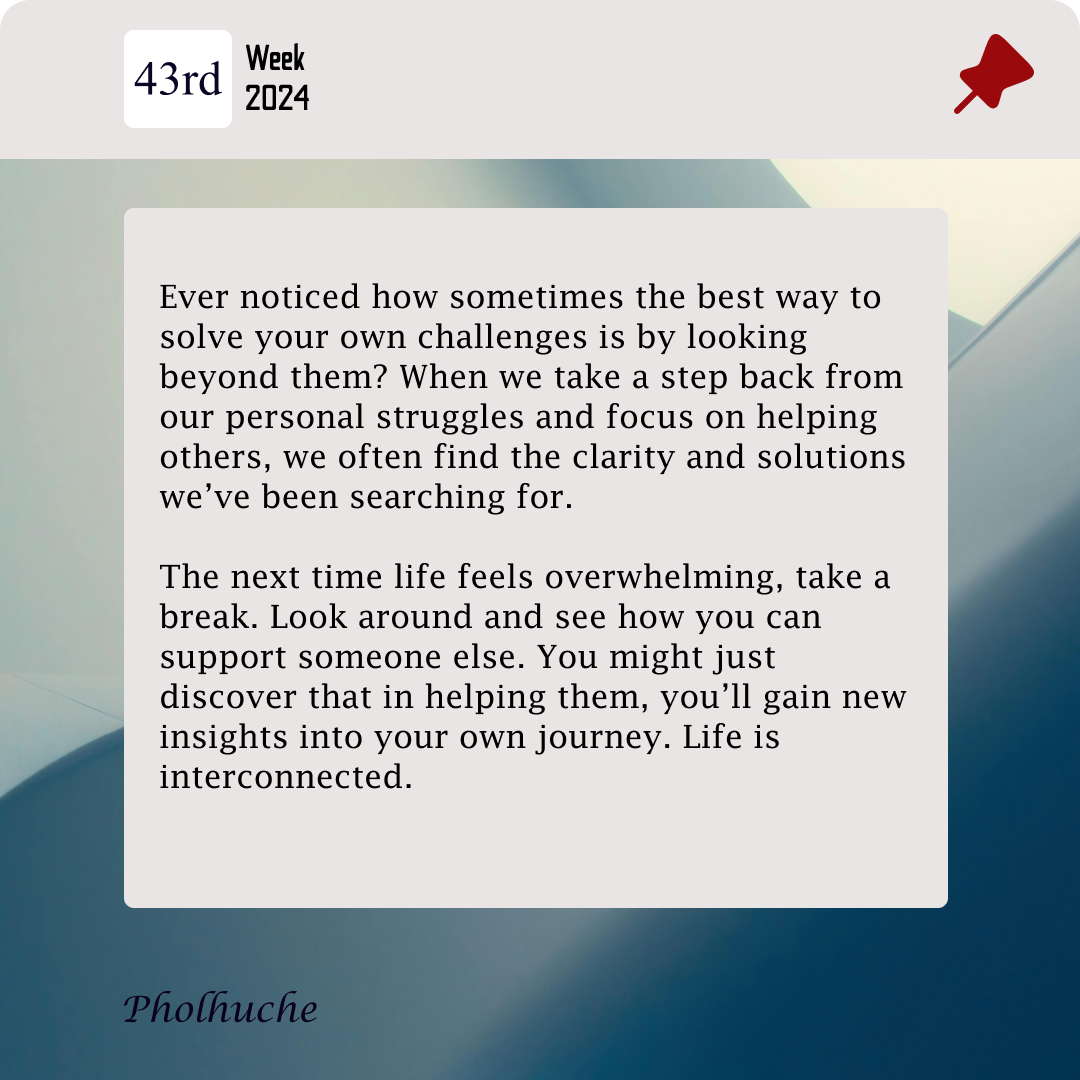 43rd
Week
2024
Ever noticed how sometimes the best way to
solve your own challenges is by looking
beyond them? When we take a step back from
our personal struggles and focus on helping
others, we often find the clarity and solutions
we’ve been searching for.
The next time life feels overwhelming, take a
break. Look around and see how you can
support someone else. You might just
discover that in helping them, you’ll gain new
insights into your own journey. Life is
interconnected.
Pholhuche